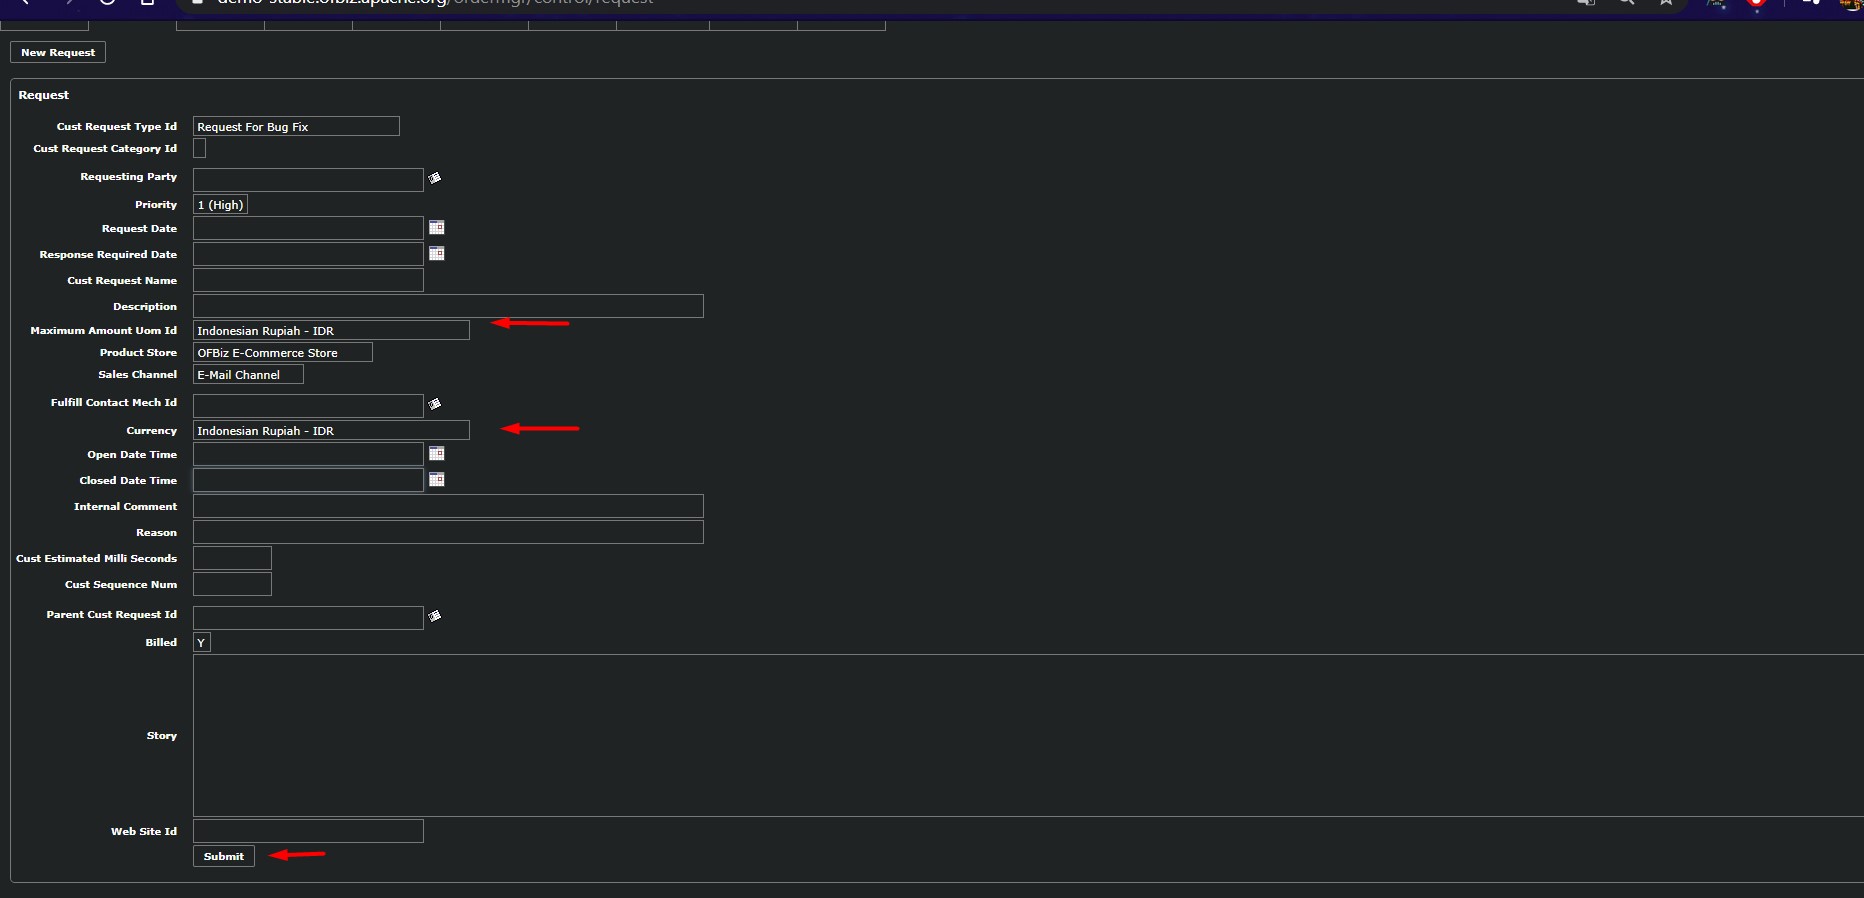 demo-stable.ofbiz.apache.org/ordermgr/control/request
New Request
Request
Cust Request Type Id Request For Bug Fix
Cust Request Category Id
Requesting Party
Priority 1 (High)
Request Date
Response Required Date
Cust Request Name
Description
Maximum Amount Uom Id Indonesian Rupiah - IDR
Product Store OFBiz E-Commerce Store
Sales Channel E-Mail Channel
Fulfill Contact Mech Id
Currency Indonesian Rupiah - IDR
Open Date Time
Closed Date Time
Internal Comment
Reason
Cust Estimated Milli Seconds
Cust Sequence Num
Parent Cust Request Id
Billed Y
Story
Web Site Id
Submit